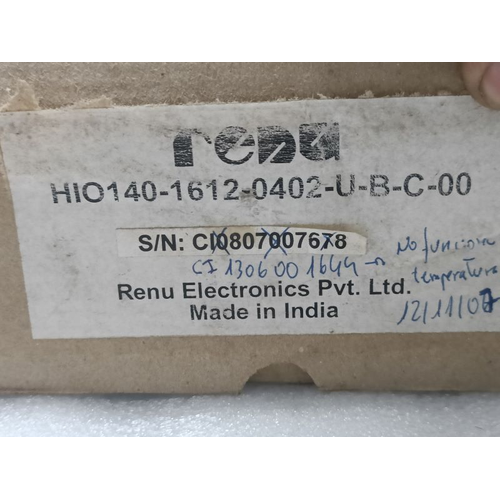 renu
HIO140-1612-0402-U-B-C-00
S/N: CI0807007678
CI 1306001644 → No funciona
temperatura
Renu Electronics Pvt. Ltd.
Made in India
12/11/07